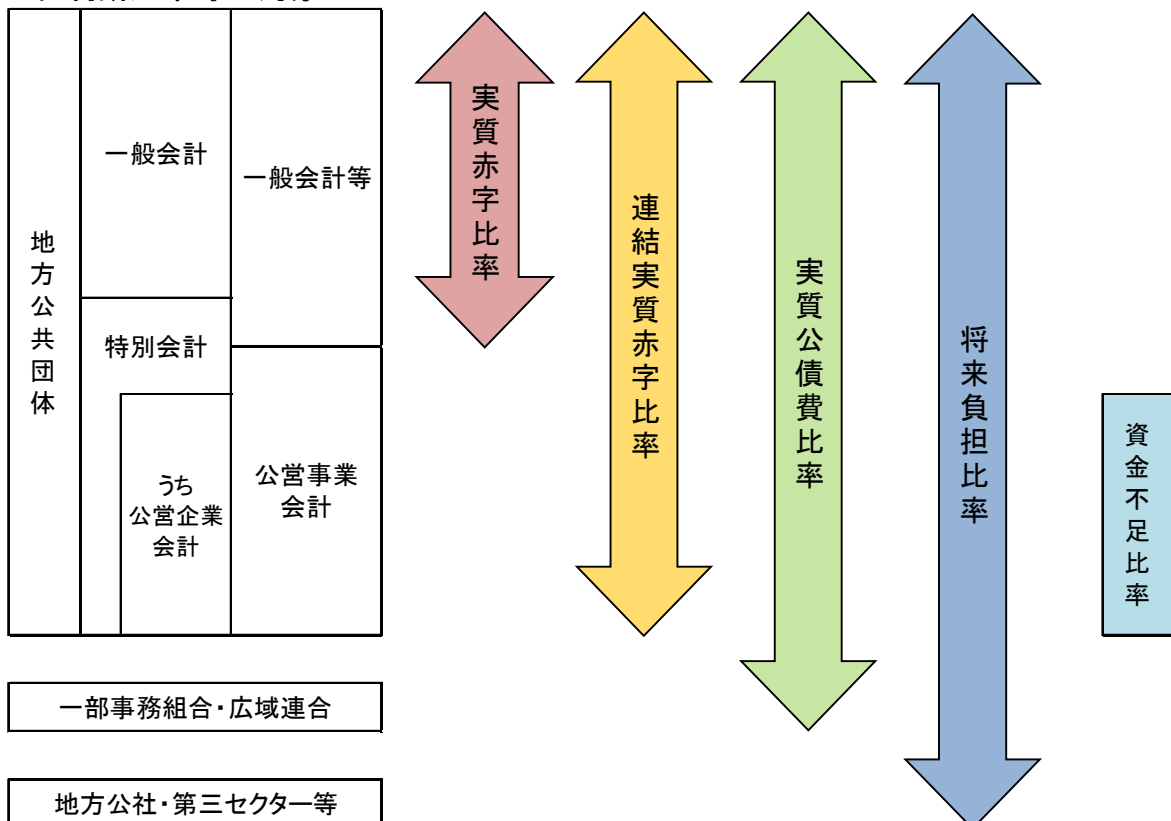 地方公共団体
一般会計
一般会計等
特別会計
うち
公営企業
会計
公営事業
会計
一部事務組合・広域連合
地方公社・第三セクター等
実質赤字比率
連結実質赤字比率
実質公債費比率
将来負担比率
資金不足比率